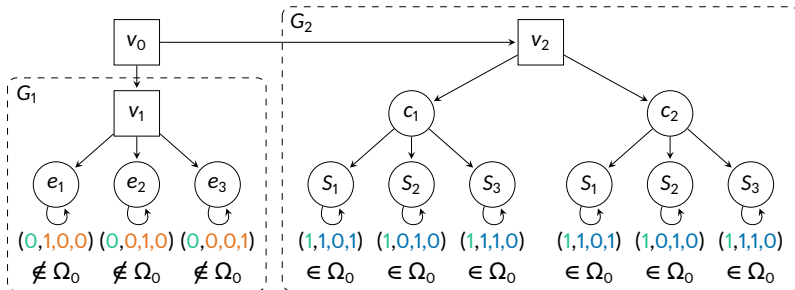 G₂
v₀ v₂
G₁
v₁ c₁ c₂
e₁ e₂ e₃ S₁ S₂ S₃ S₁ S₂ S₃
(0,1,0,0) (0,0,1,0) (0,0,0,1) (1,1,0,1) (1,0,1,0) (1,1,1,0) (1,1,0,1) (1,0,1,0) (1,1,1,0)
∉ Ω₀ ∉ Ω₀ ∉ Ω₀ ∈ Ω₀ ∈ Ω₀ ∈ Ω₀ ∈ Ω₀ ∈ Ω₀ ∈ Ω₀